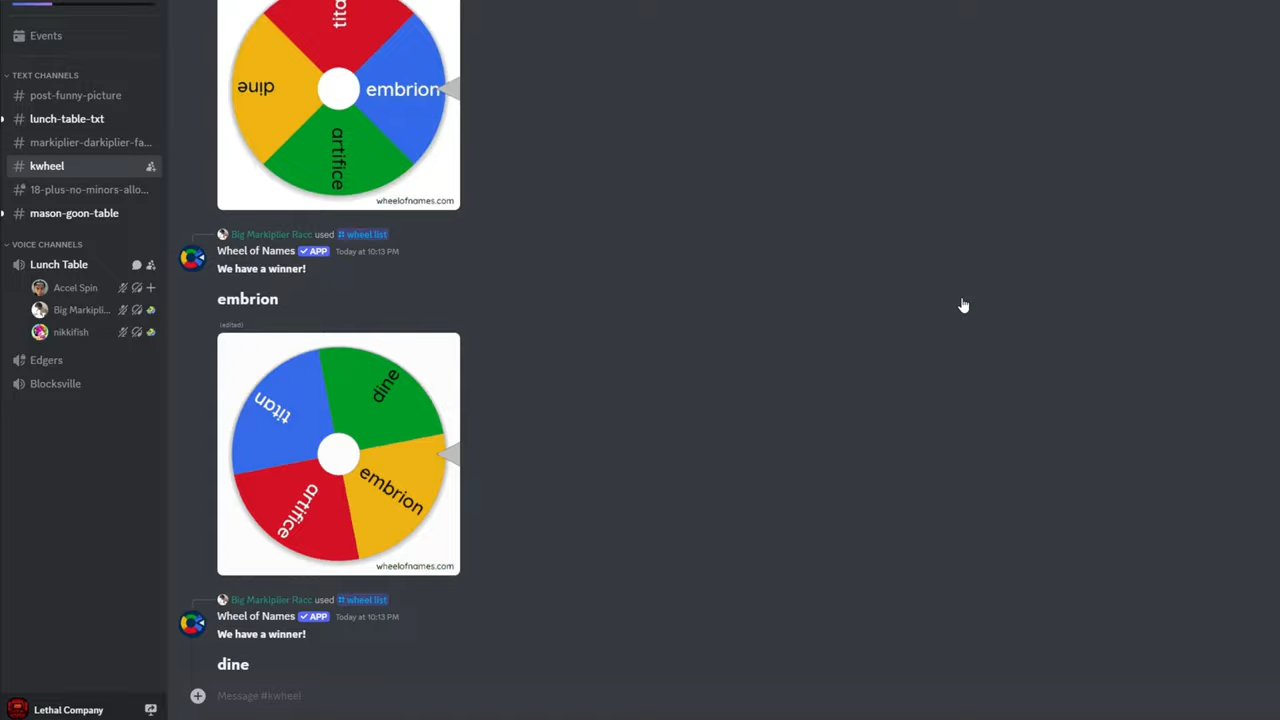 Events
TEXT CHANNELS
post-funny-picture
lunch-table-txt
markiplier-darkiplier-fa...
kwheel
18-plus-no-minors-allo...
mason-goon-table
VOICE CHANNELS
Lunch Table
Accel Spin
Big Markipli...
nikkifish
Edgers
Blocksville
Lethal Company
tita
dine
embrion
artifice
wheelofnames.com
Big Markiplier Racc used # wheel list
Wheel of Names ✓ APP Today at 10:13 PM
We have a winner!
embrion
(edited)
dine
titan
embrion
artifice
wheelofnames.com
Big Markiplier Racc used # wheel list
Wheel of Names ✓ APP Today at 10:13 PM
We have a winner!
dine
Message #kwheel